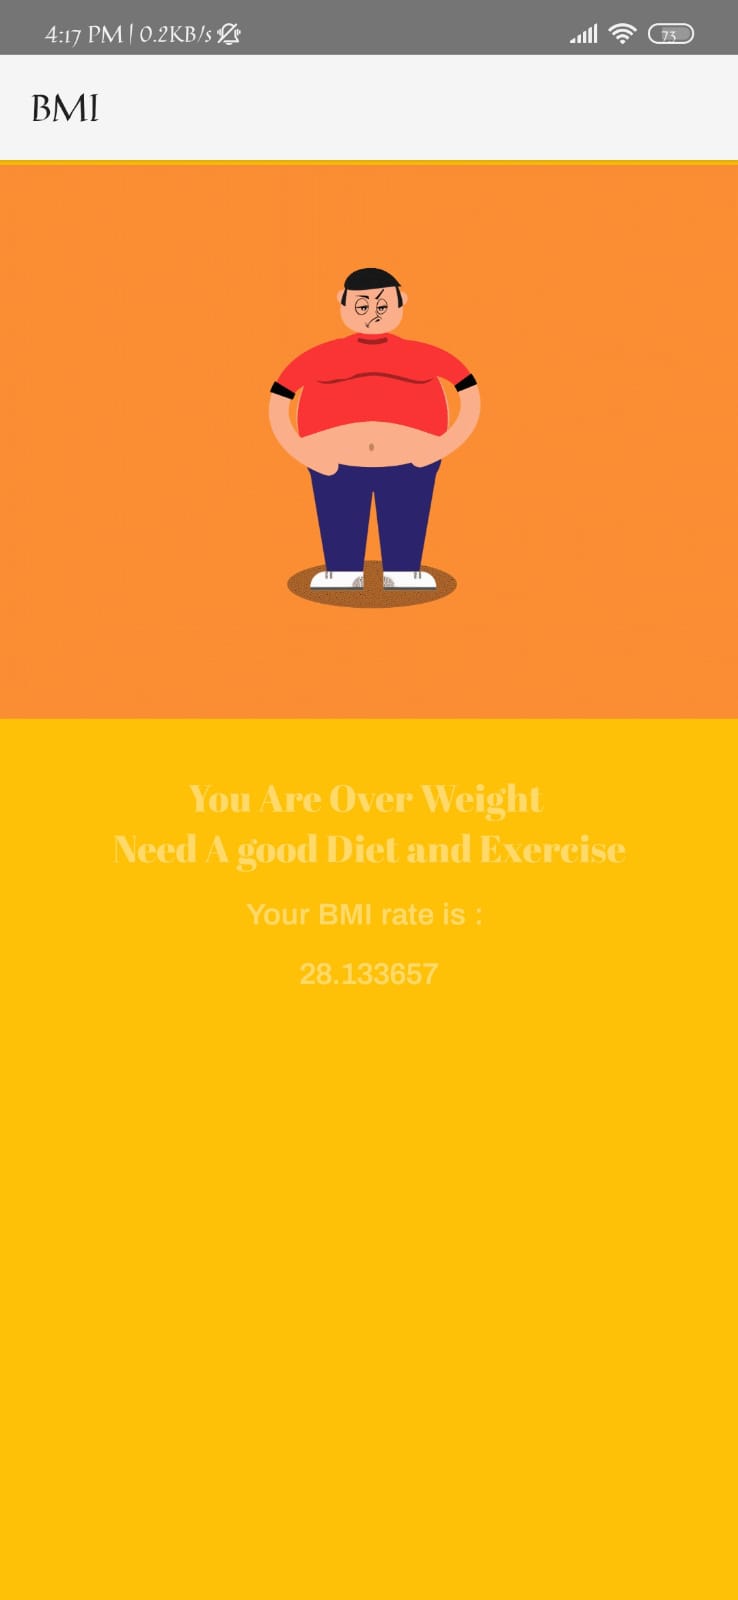 4:17 PM | 0.2KB/s
73
BMI
You Are Over Weight
Need A good Diet and Exercise
Your BMI rate is :
28.133657